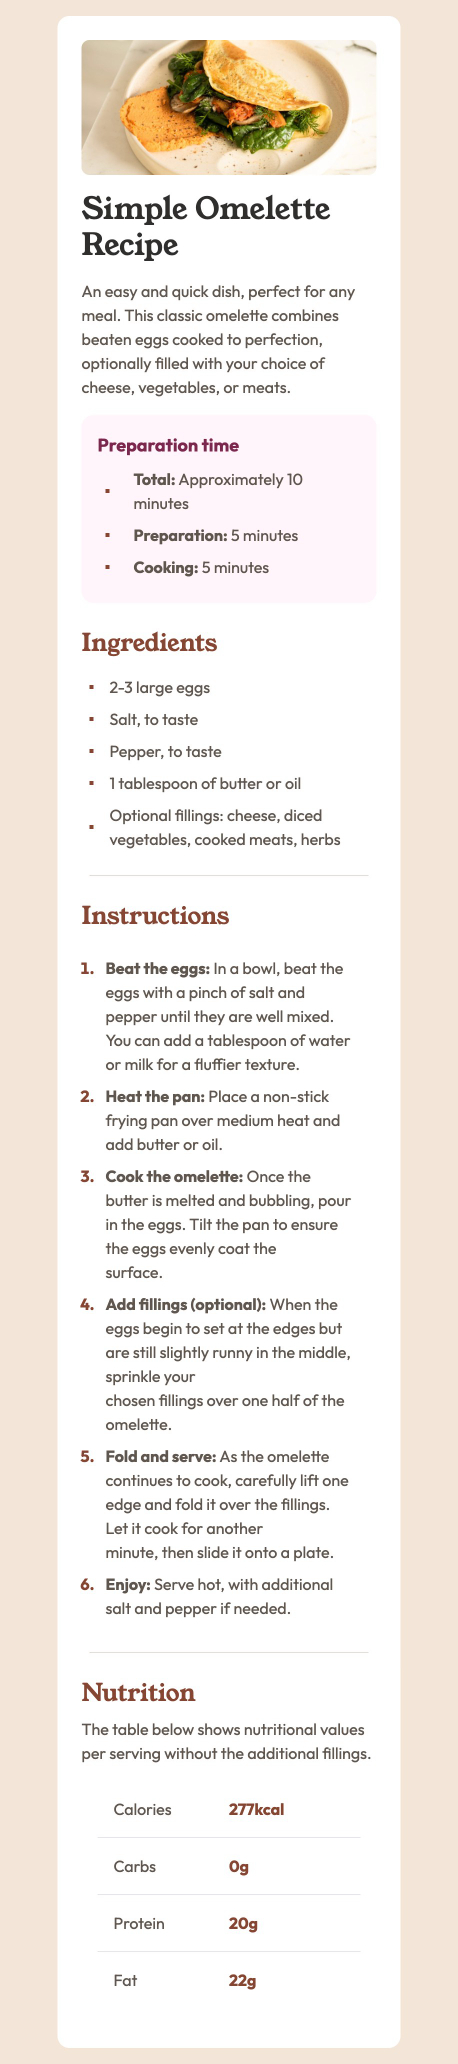 Simple Omelette
Recipe
An easy and quick dish, perfect for any
meal. This classic omelette combines
beaten eggs cooked to perfection,
optionally filled with your choice of
cheese, vegetables, or meats.
Preparation time
▪ Total: Approximately 10
minutes
▪ Preparation: 5 minutes
▪ Cooking: 5 minutes
Ingredients
▪ 2-3 large eggs
▪ Salt, to taste
▪ Pepper, to taste
▪ 1 tablespoon of butter or oil
▪ Optional fillings: cheese, diced
vegetables, cooked meats, herbs
Instructions
1. Beat the eggs: In a bowl, beat the
eggs with a pinch of salt and
pepper until they are well mixed.
You can add a tablespoon of water
or milk for a fluffier texture.
2. Heat the pan: Place a non-stick
frying pan over medium heat and
add butter or oil.
3. Cook the omelette: Once the
butter is melted and bubbling, pour
in the eggs. Tilt the pan to ensure
the eggs evenly coat the
surface.
4. Add fillings (optional): When the
eggs begin to set at the edges but
are still slightly runny in the middle,
sprinkle your
chosen fillings over one half of the
omelette.
5. Fold and serve: As the omelette
continues to cook, carefully lift one
edge and fold it over the fillings.
Let it cook for another
minute, then slide it onto a plate.
6. Enjoy: Serve hot, with additional
salt and pepper if needed.
Nutrition
The table below shows nutritional values
per serving without the additional fillings.
Calories 277kcal
Carbs 0g
Protein 20g
Fat 22g